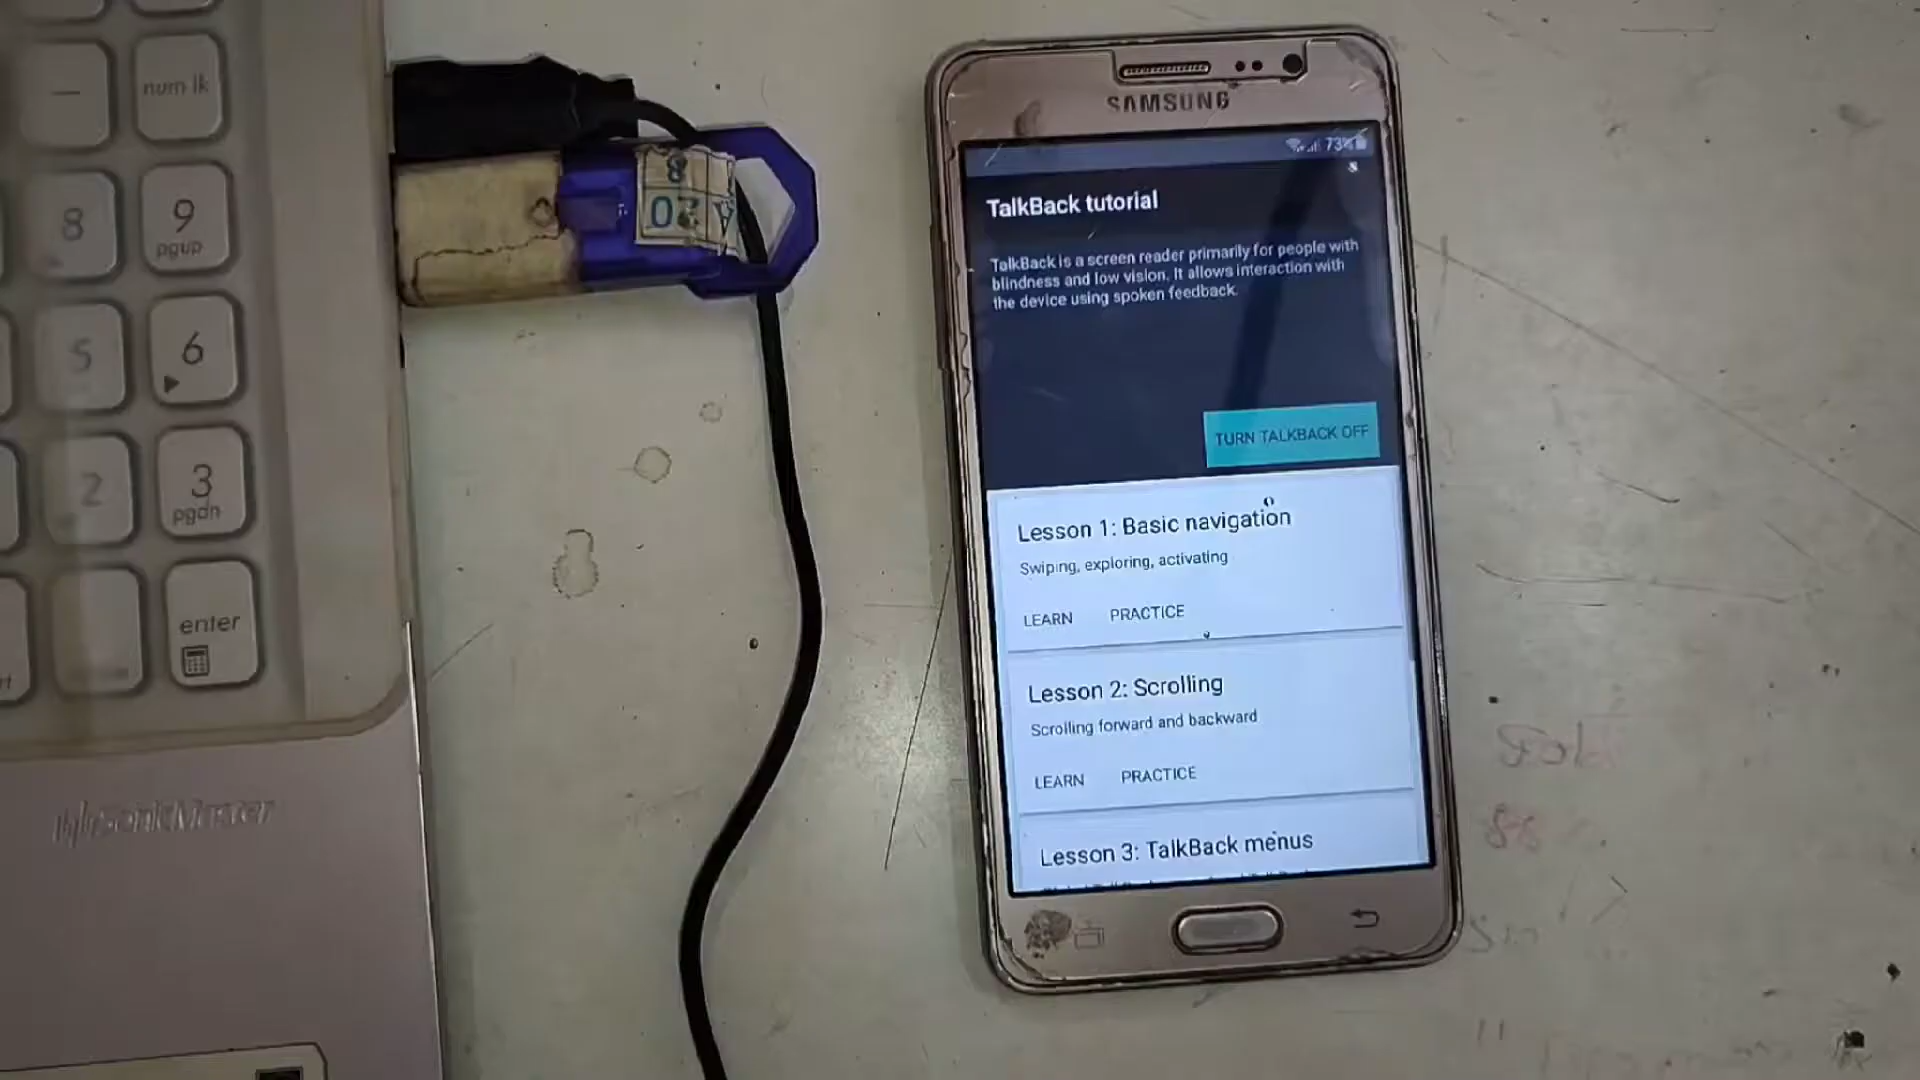 num lk
8
9
pgup
5
6
2
3
pgdn
enter
8
20
A
SAMSUNG
73%
TalkBack tutorial
TalkBack is a screen reader primarily for people with
blindness and low vision. It allows interaction with
the device using spoken feedback.
TURN TALKBACK OFF
Lesson 1: Basic navigation
Swiping, exploring, activating
LEARN PRACTICE
Lesson 2: Scrolling
Scrolling forward and backward
LEARN PRACTICE
Lesson 3: TalkBack menus